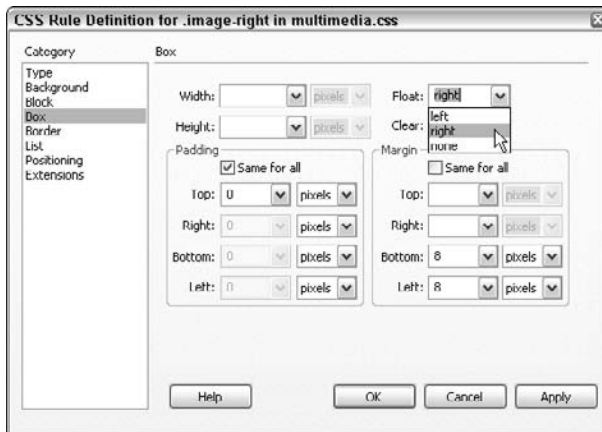 CSS Rule Definition for .image-right in multimedia.css
Category
Type
Background
Block
Box
Border
List
Positioning
Extensions
Box
Width: pixels
Height: pixels
Float: right
left
right
none
Clear:
Padding
Same for all
Top: 0 pixels
Right: 0 pixels
Bottom: 0 pixels
Left: 0 pixels
Margin
Same for all
Top: pixels
Right: pixels
Bottom: 8 pixels
Left: 8 pixels
Help
OK
Cancel
Apply